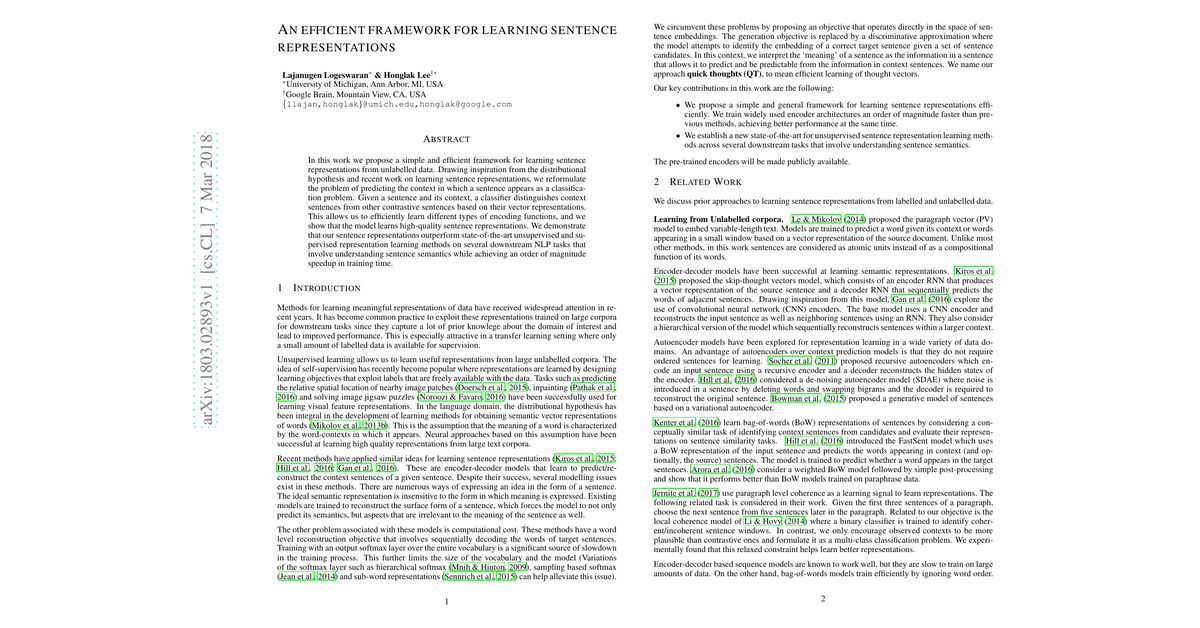 AN EFFICIENT FRAMEWORK FOR LEARNING SENTENCE
REPRESENTATIONS
Lajanugen Logeswaran* & Honglak Lee†*
*University of Michigan, Ann Arbor, MI, USA
†Google Brain, Mountain View, CA, USA
{llajan,honglak}@umich.edu,honglak@google.com
ABSTRACT
In this work we propose a simple and efficient framework for learning sentence
representations from unlabelled data. Drawing inspiration from the distributional
hypothesis and recent work on learning sentence representations, we reformulate
the problem of predicting the context in which a sentence appears as a classifica-
tion problem. Given a sentence and its context, a classifier distinguishes context
sentences from other contrastive sentences based on their vector representations.
This allows us to efficiently learn different types of encoding functions, and we
show that the model learns high-quality sentence representations. We demonstrate
that our sentence representations outperform state-of-the-art unsupervised and su-
pervised representation learning methods on several downstream NLP tasks that
involve understanding sentence semantics while achieving an order of magnitude
speedup in training time.
1 INTRODUCTION
Methods for learning meaningful representations of data have received widespread attention in re-
cent years. It has become common practice to exploit these representations trained on large corpora
for downstream tasks since they capture a lot of prior knowlege about the domain of interest and
lead to improved performance. This is especially attractive in a transfer learning setting where only
a small amount of labelled data is available for supervision.
Unsupervised learning allows us to learn useful representations from large unlabelled corpora. The
idea of self-supervision has recently become popular where representations are learned by designing
learning objectives that exploit labels that are freely available with the data. Tasks such as predicting
the relative spatial location of nearby image patches (Doersch et al., 2015), inpainting (Pathak et al.,
2016) and solving image jigsaw puzzles (Noroozi & Favaro, 2016) have been successfully used for
learning visual feature representations. In the language domain, the distributional hypothesis has
been integral in the development of learning methods for obtaining semantic vector representations
of words (Mikolov et al., 2013b). This is the assumption that the meaning of a word is characterized
by the word-contexts in which it appears. Neural approaches based on this assumption have been
successful at learning high quality representations from large text corpora.
Recent methods have applied similar ideas for learning sentence representations (Kiros et al., 2015;
Hill et al., 2016; Gan et al., 2016). These are encoder-decoder models that learn to predict/re-
construct the context sentences of a given sentence. Despite their success, several modelling issues
exist in these methods. There are numerous ways of expressing an idea in the form of a sentence.
The ideal semantic representation is insensitive to the form in which meaning is expressed. Existing
models are trained to reconstruct the surface form of a sentence, which forces the model to not only
predict its semantics, but aspects that are irrelevant to the meaning of the sentence as well.
The other problem associated with these models is computational cost. These methods have a word
level reconstruction objective that involves sequentially decoding the words of target sentences.
Training with an output softmax layer over the entire vocabulary is a significant source of slowdown
in the training process. This further limits the size of the vocabulary and the model (Variations
of the softmax layer such as hierarchical softmax (Mnih & Hinton, 2009), sampling based softmax
(Jean et al., 2014) and sub-word representations (Sennrich et al., 2015) can help alleviate this issue).
1
arXiv:1803.02893v1 [cs.CL] 7 Mar 2018
We circumvent these problems by proposing an objective that operates directly in the space of sen-
tence embeddings. The generation objective is replaced by a discriminative approximation where
the model attempts to identify the embedding of a correct target sentence given a set of sentence
candidates. In this context, we interpret the 'meaning' of a sentence as the information in a sentence
that allows it to predict and be predictable from the information in context sentences. We name our
approach quick thoughts (QT), to mean efficient learning of thought vectors.
Our key contributions in this work are the following:
• We propose a simple and general framework for learning sentence representations effi-
ciently. We train widely used encoder architectures an order of magnitude faster than pre-
vious methods, achieving better performance at the same time.
• We establish a new state-of-the-art for unsupervised sentence representation learning meth-
ods across several downstream tasks that involve understanding sentence semantics.
The pre-trained encoders will be made publicly available.
2 RELATED WORK
We discuss prior approaches to learning sentence representations from labelled and unlabelled data.
Learning from Unlabelled corpora. Le & Mikolov (2014) proposed the paragraph vector (PV)
model to embed variable-length text. Models are trained to predict a word given its context or words
appearing in a small window based on a vector representation of the source document. Unlike most
other methods, in this work sentences are considered as atomic units instead of as a compositional
function of its words.
Encoder-decoder models have been successful at learning semantic representations. Kiros et al.
(2015) proposed the skip-thought vectors model, which consists of an encoder RNN that produces
a vector representation of the source sentence and a decoder RNN that sequentially predicts the
words of adjacent sentences. Drawing inspiration from this model, Gan et al. (2016) explore the
use of convolutional neural network (CNN) encoders. The base model uses a CNN encoder and
reconstructs the input sentence as well as neighboring sentences using an RNN. They also consider
a hierarchical version of the model which sequentially reconstructs sentences within a larger context.
Autoencoder models have been explored for representation learning in a wide variety of data do-
mains. An advantage of autoencoders over context prediction models is that they do not require
ordered sentences for learning. Socher et al. (2011) proposed recursive autoencoders which en-
code an input sentence using a recursive encoder and a decoder reconstructs the hidden states of
the encoder. Hill et al. (2016) considered a de-noising autoencoder model (SDAE) where noise is
introduced in a sentence by deleting words and swapping bigrams and the decoder is required to
reconstruct the original sentence. Bowman et al. (2015) proposed a generative model of sentences
based on a variational autoencoder.
Kenter et al. (2016) learn bag-of-words (BoW) representations of sentences by considering a con-
ceptually similar task of identifying context sentences from candidates and evaluate their represen-
tations on sentence similarity tasks. Hill et al. (2016) introduced the FastSent model which uses
a BoW representation of the input sentence and predicts the words appearing in context (and op-
tionally, the source) sentences. The model is trained to predict whether a word appears in the target
sentences. Arora et al. (2016) consider a weighted BoW model followed by simple post-processing
and show that it performs better than BoW models trained on paraphrase data.
Jernite et al. (2017) use paragraph level coherence as a learning signal to learn representations. The
following related task is considered in their work. Given the first three sentences of a paragraph,
choose the next sentence from five sentences later in the paragraph. Related to our objective is the
local coherence model of Li & Hovy (2014) where a binary classifier is trained to identify coher-
ent/incoherent sentence windows. In contrast, we only encourage observed contexts to be more
plausible than contrastive ones and formulate it as a multi-class classification problem. We experi-
mentally found that this relaxed constraint helps learn better representations.
Encoder-decoder based sequence models are known to work well, but they are slow to train on large
amounts of data. On the other hand, bag-of-words models train efficiently by ignoring word order.
2